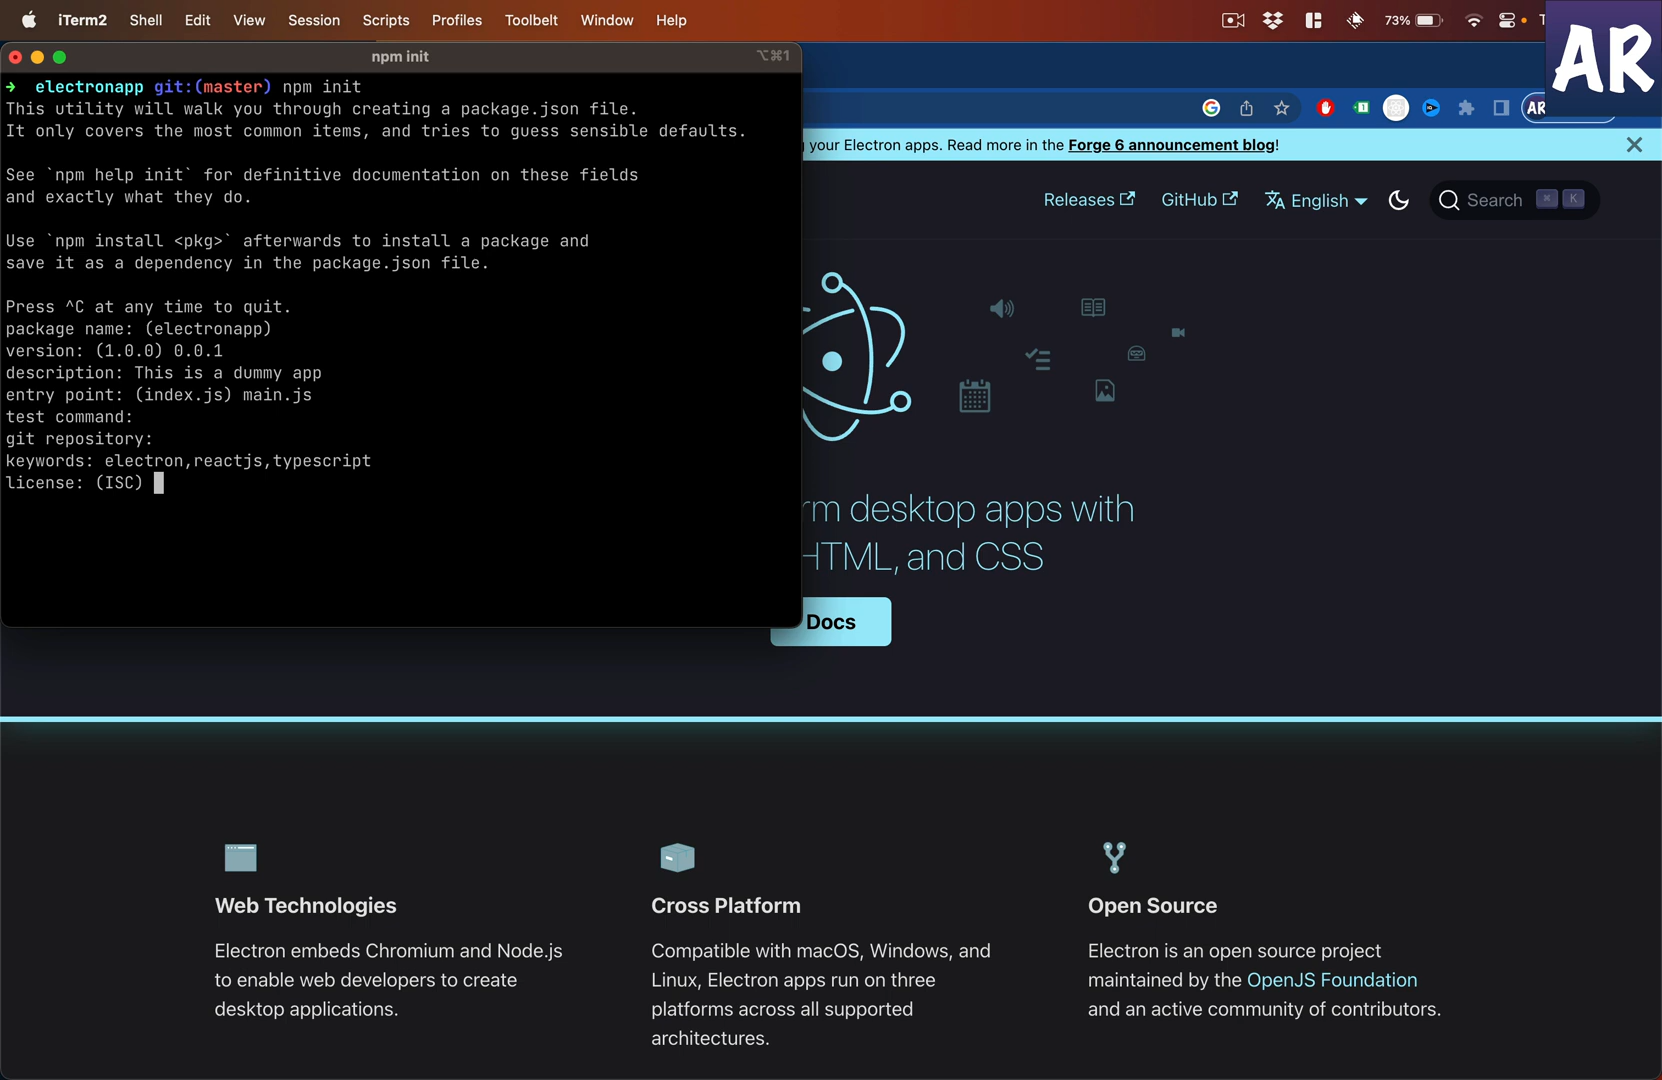 iTerm2 Shell Edit View Session Scripts Profiles Toolbelt Window Help 73%
AR
npm init ⌥⌘1
➜ electronapp git:(master) npm init
This utility will walk you through creating a package.json file.
It only covers the most common items, and tries to guess sensible defaults.
See `npm help init` for definitive documentation on these fields
and exactly what they do.
Use `npm install <pkg>` afterwards to install a package and
save it as a dependency in the package.json file.
Press ^C at any time to quit.
package name: (electronapp)
version: (1.0.0) 0.0.1
description: This is a dummy app
entry point: (index.js) main.js
test command:
git repository:
keywords: electron,reactjs,typescript
license: (ISC)
AR
your Electron apps. Read more in the Forge 6 announcement blog!
Releases GitHub English Search ⌘ K
rm desktop apps with
HTML, and CSS
Docs
Web Technologies
Electron embeds Chromium and Node.js
to enable web developers to create
desktop applications.
Cross Platform
Compatible with macOS, Windows, and
Linux, Electron apps run on three
platforms across all supported
architectures.
Open Source
Electron is an open source project
maintained by the OpenJS Foundation
and an active community of contributors.